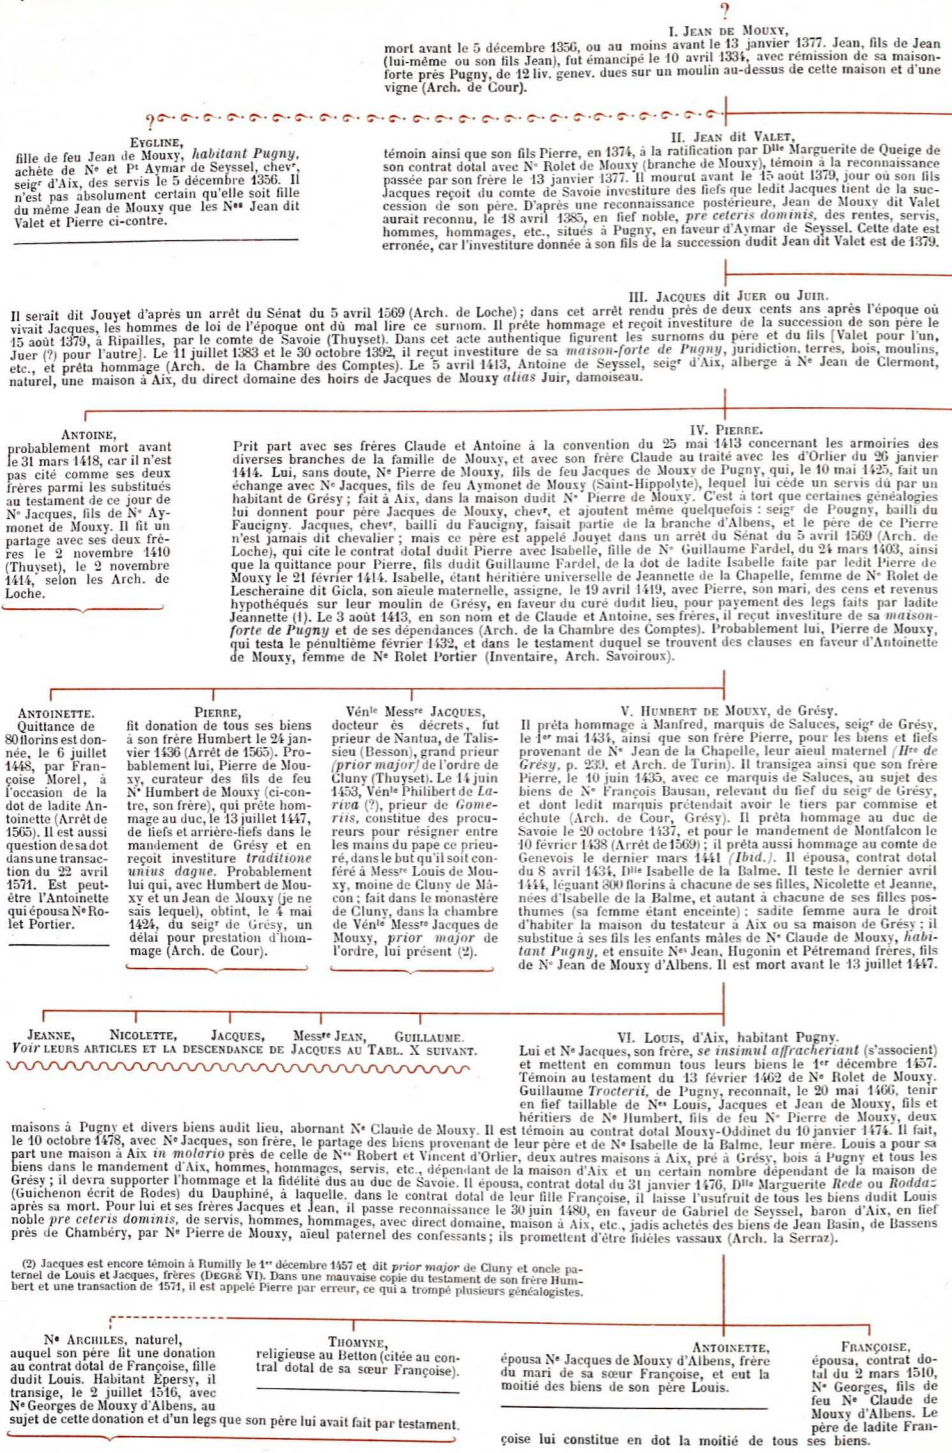 ?
I. JEAN DE MOUXY,
mort avant le 5 décembre 1356, ou au moins avant le 13 janvier 1377. Jean, fils de Jean
(lui-même ou son fils Jean), fut émancipé le 10 avril 1334, avec rémission de sa maison-
forte près Pugny, de 12 liv. genev. dues sur un moulin au-dessus de cette maison et d'une
vigne (Arch. de Cour).
?
EYGLINE,
fille de feu Jean de Mouxy, habitant Pugny,
achète de Ne et Pt Aymar de Seyssel, chevr,
seigr d'Aix, des servis le 5 décembre 1356. Il
n'est pas absolument certain qu'elle soit fille
du même Jean de Mouxy que les Nes Jean dit
Valet et Pierre ci-contre.
II. JEAN dit VALET,
témoin ainsi que son fils Pierre, en 1374, à la ratification par Dlle Marguerite de Queige de
son contrat dotal avec Ne Rolet de Mouxy (branche de Mouxy), témoin à la reconnaissance
passée par son frère le 13 janvier 1377. Il mourut avant le 15 août 1379, jour où son fils
Jacques reçoit du comte de Savoie investiture des fiefs que ledit Jacques tient de la suc-
cession de son père. D'après une reconnaissance postérieure, Jean de Mouxy dit Valet
aurait reconnu, le 18 avril 1385, en fief noble, pre ceteris dominis, des rentes, servis,
hommes, hommages, etc., situés à Pugny, en faveur d'Aymar de Seyssel. Cette date est
erronée, car l'investiture donnée à son fils de la succession dudit Jean dit Valet est de 1379.
III. JACQUES dit JUER OU JUIR.
Il serait dit Jouyet d'après un arrêt du Sénat du 5 avril 1569 (Arch. de Loche); dans cet arrêt rendu près de deux cents ans après l'époque où
vivait Jacques, les hommes de loi de l'époque ont dû mal lire ce surnom. Il prête hommage et reçoit investiture de la succession de son père le
15 août 1379, à Ripailles, par le comte de Savoie (Thuyset). Dans cet acte authentique figurent les surnoms du père et du fils [Valet pour l'un,
Juer (?) pour l'autre]. Le 11 juillet 1383 et le 30 octobre 1392, il reçut investiture de sa maison-forte de Pugny, juridiction, terres, bois, moulins,
etc., et prêta hommage (Arch. de la Chambre des Comptes). Le 5 avril 1413, Antoine de Seyssel, seigr d'Aix, alberge à Ne Jean de Clermont,
naturel, une maison à Aix, du direct domaine des hoirs de Jacques de Mouxy alias Juir, damoiseau.
ANTOINE,
probablement mort avant
le 31 mars 1418, car il n'est
pas cité comme ses deux
frères parmi les substitués
au testament de ce jour de
Ne Jacques, fils de Ne Ay-
monet de Mouxy. Il fit un
partage avec ses deux frè-
res le 2 novembre 1410
(Thuyset), le 2 novembre
1414, selon les Arch. de
Loche.
IV. PIERRE.
Prit part avec ses frères Claude et Antoine à la convention du 25 mai 1413 concernant les armoiries des
diverses branches de la famille de Mouxy, et avec son frère Claude au traité avec les d'Orlier du 26 janvier
1414. Lui, sans doute, Ne Pierre de Mouxy, fils de feu Jacques de Mouxy de Pugny, qui, le 10 mai 1425, fait un
échange avec Ne Jacques, fils de feu Aymonet de Mouxy (Saint-Hippolyte), lequel lui cède un servis dû par un
habitant de Grésy; fait à Aix, dans la maison dudit Ne Pierre de Mouxy. C'est à tort que certaines généalogies
lui donnent pour père Jacques de Mouxy, chevr, et ajoutent même quelquefois : seigr de Pougny, bailli du
Faucigny. Jacques, chevr, bailli du Faucigny, faisait partie de la branche d'Albens, et le père de ce Pierre
n'est jamais dit chevalier; mais ce père est appelé Jouyet dans un arrêt du Sénat du 5 avril 1569 (Arch. de
Loche), qui cite le contrat dotal dudit Pierre avec Isabelle, fille de Ne Guillaume Fardel, du 24 mars 1403, ainsi
que la quittance pour Pierre, fils dudit Guillaume Fardel, de la dot de ladite Isabelle faite par ledit Pierre de
Mouxy le 21 février 1414. Isabelle, étant héritière universelle de Jeannette de la Chapelle, femme de Ne Rolet de
Lescheraine dit Gicla, son aïeule maternelle, assigne, le 19 avril 1419, avec Pierre, son mari, des cens et revenus
hypothéqués sur leur moulin de Grésy, en faveur du curé dudit lieu, pour payement des legs faits par ladite
Jeannette (1). Le 3 août 1413, en son nom et de Claude et Antoine, ses frères, il reçut investiture de sa maison-
forte de Pugny et de ses dépendances (Arch. de la Chambre des Comptes). Probablement lui, Pierre de Mouxy,
qui testa le pénultième février 1432, et dans le testament duquel se trouvent des clauses en faveur d'Antoinette
de Mouxy, femme de Ne Rolet Portier (Inventaire, Arch. Savoiroux).
ANTOINETTE.
Quittance de
80 florins est don-
née, le 6 juillet
1448, par Fran-
çoise Morel, à
l'occasion de la
dot de ladite An-
toinette (Arrêt de
1565). Il est aussi
question de sa dot
dans une transac-
tion du 22 avril
1571. Est peut-
être l'Antoinette
qui épousa Ne Ro-
let Portier.
PIERRE,
fit donation de tous ses biens
à son frère Humbert le 24 jan-
vier 1436 (Arrêt de 1565). Pro-
bablement lui, Pierre de Mou-
xy, curateur des fils de feu
Ne Humbert de Mouxy (ci-con-
tre, son frère), qui prête hom-
mage au duc, le 13 juillet 1447,
de fiefs et arrière-fiefs dans le
mandement de Grésy et en
reçoit investiture traditione
unius dague. Probablement
lui qui, avec Humbert de Mou-
xy et un Jean de Mouxy (je ne
sais lequel), obtint, le 4 mai
1424, du seigr de Grésy, un
délai pour prestation d'hom-
mage (Arch. de Cour).
Vénle Messre JACQUES,
docteur ès décrets, fut
prieur de Nantua, de Talis-
sieu (Besson), grand prieur
(prior major) de l'ordre de
Cluny (Thuyset). Le 14 juin
1453, Vénle Philibert de La-
riva (?), prieur de Gome-
riis, constitue des procu-
reurs pour résigner entre
les mains du pape ce prieu-
ré, dans le but qu'il soit con-
féré à Messre Louis de Mou-
xy, moine de Cluny de Mâ-
con; fait dans le monastère
de Cluny, dans la chambre
de Vénle Messre Jacques de
Mouxy, prior major de
l'ordre, lui présent (2).
V. HUMBERT DE MOUXY, de Grésy.
Il prêta hommage à Manfred, marquis de Saluces, seigr de Grésy,
le 1er mai 1434, ainsi que son frère Pierre, pour les biens et fiefs
provenant de Ne Jean de la Chapelle, leur aïeul maternel (Hre de
Grésy, p. 239, et Arch. de Turin). Il transigea ainsi que son frère
Pierre, le 10 juin 1435, avec ce marquis de Saluces, au sujet des
biens de Ne François Bausan, relevant du fief du seigr de Grésy,
et dont ledit marquis prétendait avoir le tiers par commise et
échute (Arch. de Cour, Grésy). Il prêta hommage au duc de
Savoie le 20 octobre 1437, et pour le mandement de Montfalcon le
10 février 1438 (Arrêt de 1569); il prêta aussi hommage au comte de
Genevois le dernier mars 1441 (Ibid.). Il épousa, contrat dotal
du 8 avril 1434, Dlle Isabelle de la Balme. Il teste le dernier avril
1444, léguant 300 florins à chacune de ses filles, Nicolette et Jeanne,
nées d'Isabelle de la Balme, et autant à chacune de ses filles pos-
thumes (sa femme étant enceinte) : sadite femme aura le droit
d'habiter la maison du testateur à Aix ou sa maison de Grésy; il
substitue à ses fils les enfants mâles de Ne Claude de Mouxy, habi-
tant Pugny, et ensuite Nes Jean, Hugonin et Pétremand frères, fils
de Ne Jean de Mouxy d'Albens. Il est mort avant le 13 juillet 1447.
JEANNE, NICOLETTE, JACQUES, Messre JEAN, GUILLAUME.
Voir LEURS ARTICLES ET LA DESCENDANCE DE JACQUES AU TABL. X SUIVANT.
VI. LOUIS, d'Aix, habitant Pugny.
Lui et Ne Jacques, son frère, se insimul affracheriant (s'associent)
et mettent en commun tous leurs biens le 1er décembre 1457.
Témoin au testament du 13 février 1462 de Ne Rolet de Mouxy.
Guillaume Trocterii, de Pugny, reconnaît, le 20 mai 1466, tenir
en fief taillable de Nes Louis, Jacques et Jean de Mouxy, fils et
héritiers de Ne Humbert, fils de feu Ne Pierre de Mouxy, deux
maisons à Pugny et divers biens audit lieu, abornant Ne Claude de Mouxy. Il est témoin au contrat dotal Mouxy-Oddinet du 10 janvier 1474. Il fait,
le 10 octobre 1478, avec Ne Jacques, son frère, le partage des biens provenant de leur père et de Ne Isabelle de la Balme, leur mère. Louis a pour sa
part une maison à Aix in molario près de celle de Nes Robert et Vincent d'Orlier, deux autres maisons à Aix, pré à Grésy, bois à Pugny et tous les
biens dans le mandement d'Aix, hommes, hommages, servis, etc., dépendant de la maison d'Aix et un certain nombre dépendant de la maison de
Grésy; il devra supporter l'hommage et la fidélité dus au duc de Savoie. Il épousa, contrat dotal du 31 janvier 1476, Dlle Marguerite Rede ou Roddaz
(Guichenon écrit de Rodes) du Dauphiné, à laquelle, dans le contrat dotal de leur fille Françoise, il laisse l'usufruit de tous les biens dudit Louis
après sa mort. Pour lui et ses frères Jacques et Jean, il passe reconnaissance le 30 juin 1480, en faveur de Gabriel de Seyssel, baron d'Aix, en fief
noble pre ceteris dominis, de servis, hommes, hommages, avec direct domaine, maison à Aix, etc., jadis achetés des biens de Jean Basin, de Bassens
près de Chambéry, par Ne Pierre de Mouxy, aïeul paternel des confessants; ils promettent d'être fidèles vassaux (Arch. la Serraz).
(2) Jacques est encore témoin à Rumilly le 1er décembre 1457 et dit prior major de Cluny et oncle pa-
ternel de Louis et Jacques, frères (DEGRÉ VI). Dans une mauvaise copie du testament de son frère Hum-
bert et une transaction de 1571, il est appelé Pierre par erreur, ce qui a trompé plusieurs généalogistes.
Ne ARCHILES, naturel,
auquel son père fit une donation
au contrat dotal de Françoise, fille
dudit Louis. Habitant Epersy, il
transige, le 2 juillet 1516, avec
Ne Georges de Mouxy d'Albens, au
sujet de cette donation et d'un legs que son père lui avait fait par testament.
THOMYNE,
religieuse au Betton (citée au con-
tral dotal de sa sœur Françoise).
ANTOINETTE,
épousa Ne Jacques de Mouxy d'Albens, frère
du mari de sa sœur Françoise, et eut la
moitié des biens de son père Louis.
FRANÇOISE,
épousa, contrat do-
tal du 2 mars 1510,
Ne Georges, fils de
feu Ne Claude de
Mouxy d'Albens. Le
père de ladite Fran-
çoise lui constitue en dot la moitié de tous ses biens.